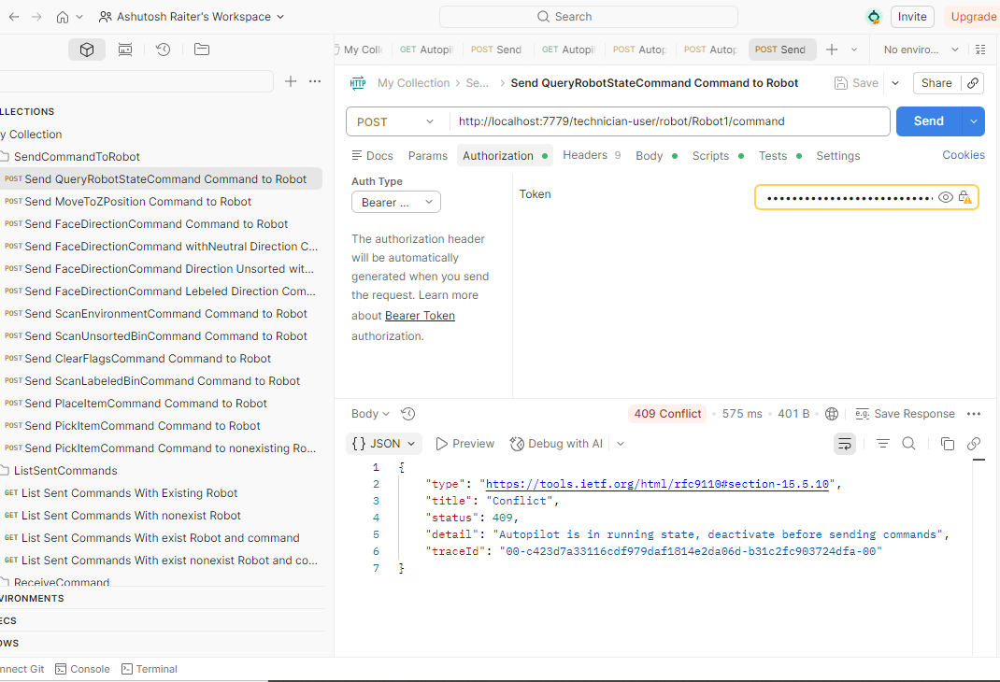 Ashutosh Raiter's Workspace
Search
Invite
Upgrade
My Colle
GET Autopil
POST Send
GET Autopil
POST Autop
POST Autop
POST Send
No enviro...
HTTP My Collection > Se... > Send QueryRobotStateCommand Command to Robot
Save
Share
LLECTIONS
y Collection
SendCommandToRobot
POST Send QueryRobotStateCommand Command to Robot
POST Send MoveToZPosition Command to Robot
POST Send FaceDirectionCommand Command to Robot
POST Send FaceDirectionCommand withNeutral Direction C...
POST Send FaceDirectionCommand Direction Unsorted wit...
POST Send FaceDirectionCommand Lebeled Direction Com...
POST Send ScanEnvironmentCommand Command to Robot
POST Send ScanUnsortedBinCommand Command to Robot
POST Send ClearFlagsCommand Command to Robot
POST Send ScanLabeledBinCommand Command to Robot
POST Send PlaceItemCommand Command to Robot
POST Send PickItemCommand Command to Robot
POST Send PickItemCommand Command to nonexisting Ro...
ListSentCommands
GET List Sent Commands With Existing Robot
GET List Sent Commands With nonexist Robot
GET List Sent Commands With exist Robot and command
GET List Sent Commands With exist nonexist Robot and co...
ReceiveCommand
VIRONMENTS
ECS
OWS
nnect Git
Console
Terminal
POST
http://localhost:7779/technician-user/robot/Robot1/command
Send
Docs
Params
Authorization
Headers 9
Body
Scripts
Tests
Settings
Cookies
Auth Type
Bearer ...
The authorization header
will be automatically
generated when you send
the request. Learn more
about Bearer Token
authorization.
Token
Body
409 Conflict
575 ms
401 B
e.g. Save Response
{} JSON
Preview
Debug with AI
1 {
2 "type": "https://tools.ietf.org/html/rfc9110#section-15.5.10",
3 "title": "Conflict",
4 "status": 409,
5 "detail": "Autopilot is in running state, deactivate before sending commands",
6 "traceId": "00-c423d7a33116cdf979daf1814e2da06d-b31c2fc903724dfa-00"
7 }